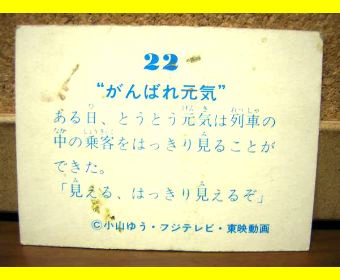 22
“がんばれ元気”
ある日、とうとう元気は列車の
中の乗客をはっきり見ることが
できた。
「見える、はっきり見えるぞ」
©小山ゆう・フジテレビ・東映動画